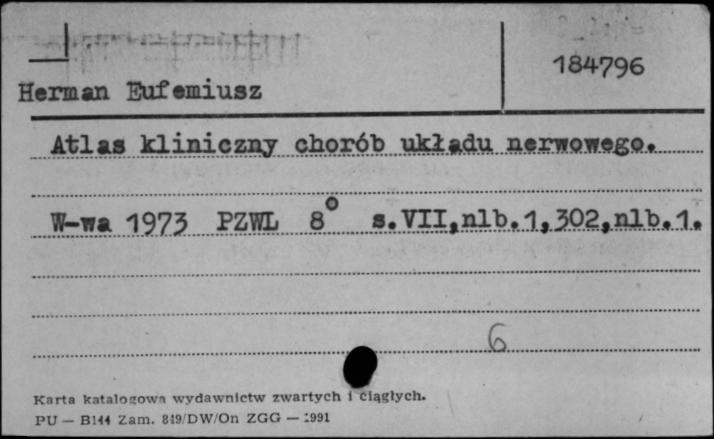 184796
Herman Eufemiusz
Atlas kliniczny chorób układu nerwowego.
W-wa 1973 PZWL 8° s.VII,nlb.1,302,nlb.1.
6
Karta katalogowa wydawnictw zwartych i ciągłych.
PU — B144 Zam. 819/DW/On ZGG — 1991